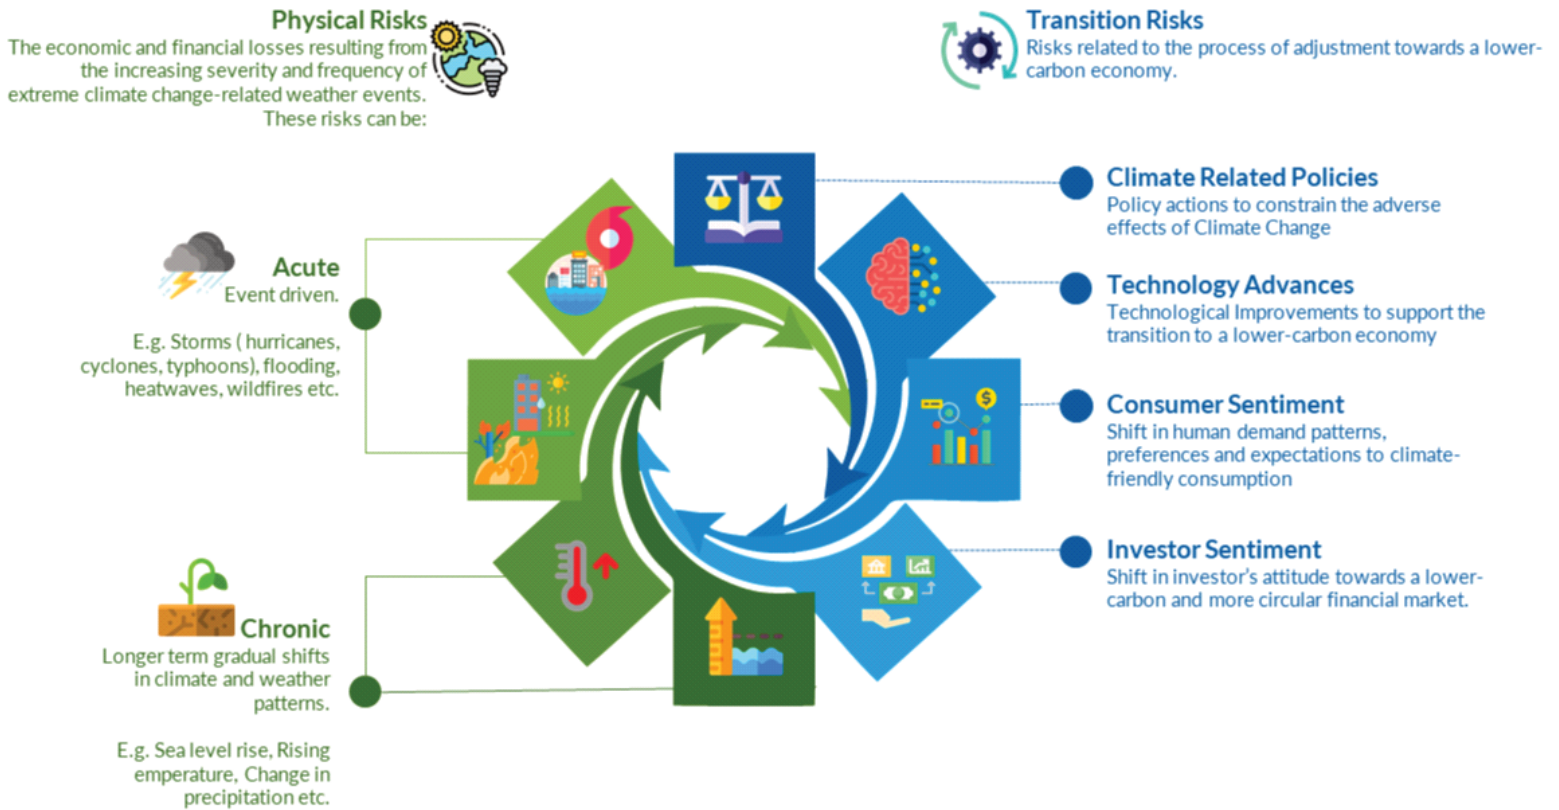 Physical Risks
The economic and financial losses resulting from
the increasing severity and frequency of
extreme climate change-related weather events.
These risks can be:
Transition Risks
Risks related to the process of adjustment towards a lower-
carbon economy.
Acute
Event driven.
E.g. Storms ( hurricanes,
cyclones, typhoons), flooding,
heatwaves, wildfires etc.
Chronic
Longer term gradual shifts
in climate and weather
patterns.
E.g. Sea level rise, Rising
emperature, Change in
precipitation etc.
Climate Related Policies
Policy actions to constrain the adverse
effects of Climate Change
Technology Advances
Technological Improvements to support the
transition to a lower-carbon economy
Consumer Sentiment
Shift in human demand patterns,
preferences and expectations to climate-
friendly consumption
Investor Sentiment
Shift in investor's attitude towards a lower-
carbon and more circular financial market.
$